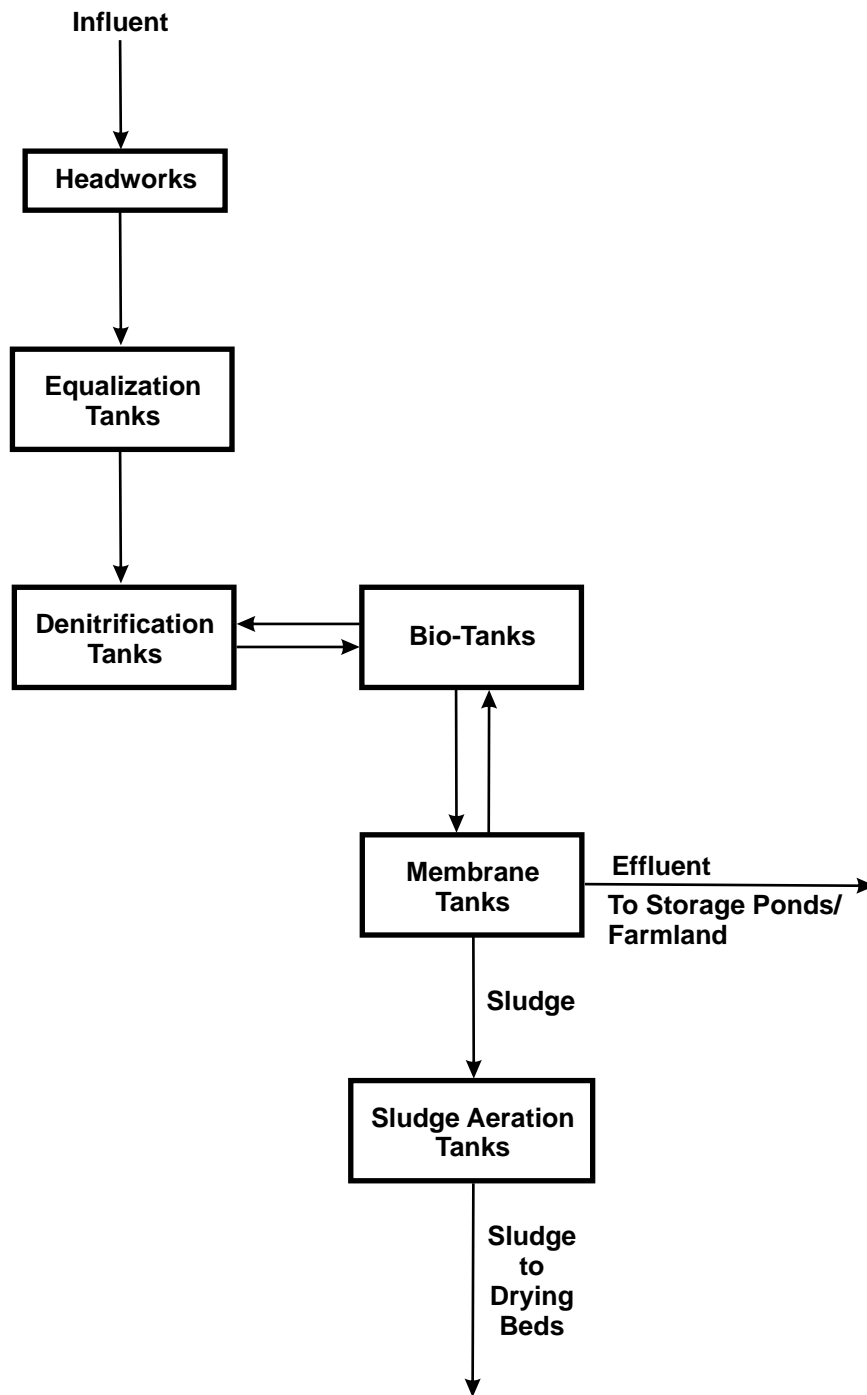 Influent
Headworks
Equalization
Tanks
Denitrification
Tanks
Bio-Tanks
Membrane
Tanks
Effluent
To Storage Ponds/
Farmland
Sludge
Sludge Aeration
Tanks
Sludge
to
Drying
Beds